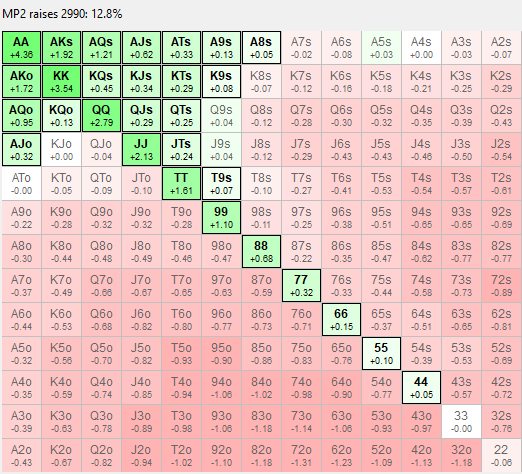 MP2 raises 2990: 12.8%
AA AKs AQs AJs ATs A9s A8s A7s A6s A5s A4s A3s A2s
+4.36 +1.92 +1.21 +0.62 +0.33 +0.13 +0.05 -0.02 -0.08 +0.03 +0.00 -0.03 -0.07
AKo KK KQs KJs KTs K9s K8s K7s K6s K5s K4s K3s K2s
+1.72 +3.54 +0.45 +0.34 +0.29 +0.08 -0.07 -0.12 -0.16 -0.18 -0.21 -0.25 -0.29
AQo KQo QQ QJs QTs Q9s Q8s Q7s Q6s Q5s Q4s Q3s Q2s
+0.95 +0.13 +2.79 +0.29 +0.25 +0.04 -0.12 -0.28 -0.30 -0.32 -0.35 -0.39 -0.43
AJo KJo QJo JJ JTs J9s J8s J7s J6s J5s J4s J3s J2s
+0.32 +0.00 -0.04 +2.13 +0.24 +0.04 -0.12 -0.29 -0.43 -0.43 -0.46 -0.50 -0.54
ATo KTo QTo JTo TT T9s T8s T7s T6s T5s T4s T3s T2s
-0.00 -0.05 -0.09 -0.10 +1.61 +0.07 -0.10 -0.27 -0.41 -0.53 -0.54 -0.57 -0.61
A9o K9o Q9o J9o T9o 99 98s 97s 96s 95s 94s 93s 92s
-0.22 -0.28 -0.32 -0.32 -0.28 +1.10 -0.11 -0.25 -0.38 -0.51 -0.65 -0.65 -0.69
A8o K8o Q8o J8o T8o 98o 88 87s 86s 85s 84s 83s 82s
-0.30 -0.44 -0.48 -0.49 -0.46 -0.47 +0.68 -0.22 -0.35 -0.47 -0.62 -0.77 -0.77
A7o K7o Q7o J7o T7o 97o 87o 77 76s 75s 74s 73s 72s
-0.37 -0.49 -0.66 -0.67 -0.65 -0.63 -0.59 +0.32 -0.33 -0.44 -0.58 -0.73 -0.89
A6o K6o Q6o J6o T6o 96o 86o 76o 66 65s 64s 63s 62s
-0.44 -0.53 -0.68 -0.82 -0.80 -0.77 -0.73 -0.71 +0.15 -0.37 -0.51 -0.65 -0.81
A5o K5o Q5o J5o T5o 95o 85o 75o 65o 55 54s 53s 52s
-0.32 -0.56 -0.70 -0.82 -0.93 -0.90 -0.86 -0.83 -0.76 +0.10 -0.39 -0.53 -0.69
A4o K4o Q4o J4o T4o 94o 84o 74o 64o 54o 44 43s 42s
-0.35 -0.59 -0.74 -0.85 -0.94 -1.06 -1.02 -0.98 -0.90 -0.77 +0.05 -0.57 -0.72
A3o K3o Q3o J3o T3o 93o 83o 73o 63o 53o 43o 33 32s
-0.39 -0.63 -0.78 -0.89 -0.98 -1.06 -1.18 -1.14 -1.06 -0.93 -0.97 -0.00 -0.76
A2o K2o Q2o J2o T2o 92o 82o 72o 62o 52o 42o 32o 22
-0.43 -0.67 -0.82 -0.94 -1.02 -1.10 -1.18 -1.31 -1.23 -1.09 -1.13 -1.18 -0.06